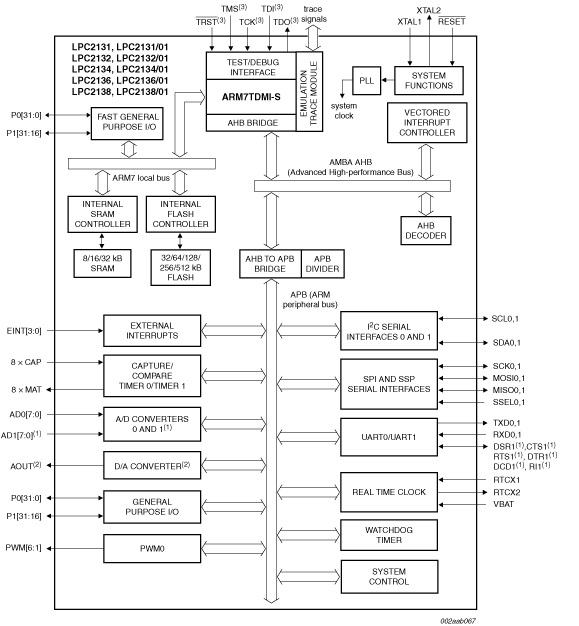 TMS(3)
TDI(3)
trace
signals
TRST(3)
TCK(3)
TDO(3)
XTAL2
XTAL1
RESET
LPC2131, LPC2131/01
LPC2132, LPC2132/01
LPC2134, LPC2134/01
LPC2136, LPC2136/01
LPC2138, LPC2138/01
TEST/DEBUG
INTERFACE
ARM7TDMI-S
AHB BRIDGE
EMULATION
TRACE MODULE
PLL
system
clock
SYSTEM
FUNCTIONS
P0[31:0]
P1[31:16]
FAST GENERAL
PURPOSE I/O
VECTORED
INTERRUPT
CONTROLLER
ARM7 local bus
AMBA AHB
(Advanced High-performance Bus)
INTERNAL
SRAM
CONTROLLER
INTERNAL
FLASH
CONTROLLER
8/16/32 kB
SRAM
32/64/128/
256/512 kB
FLASH
AHB TO APB
BRIDGE
APB
DIVIDER
AHB
DECODER
APB (ARM
peripheral bus)
EINT[3:0]
EXTERNAL
INTERRUPTS
I2C SERIAL
INTERFACES 0 AND 1
SCL0,1
SDA0,1
8 × CAP
8 × MAT
CAPTURE/
COMPARE
TIMER 0/TIMER 1
SPI AND SSP
SERIAL INTERFACES
SCK0,1
MOSI0,1
MISO0,1
SSEL0,1
AD0[7:0]
AD1[7:0](1)
A/D CONVERTERS
0 AND 1(1)
UART0/UART1
TXD0,1
RXD0,1
DSR1(1),CTS1(1)
RTS1(1), DTR1(1)
DCD1(1), RI1(1)
AOUT(2)
D/A CONVERTER(2)
P0[31:0]
P1[31:16]
GENERAL
PURPOSE I/O
REAL TIME CLOCK
RTCX1
RTCX2
VBAT
PWM[6:1]
PWM0
WATCHDOG
TIMER
SYSTEM
CONTROL
002aab067